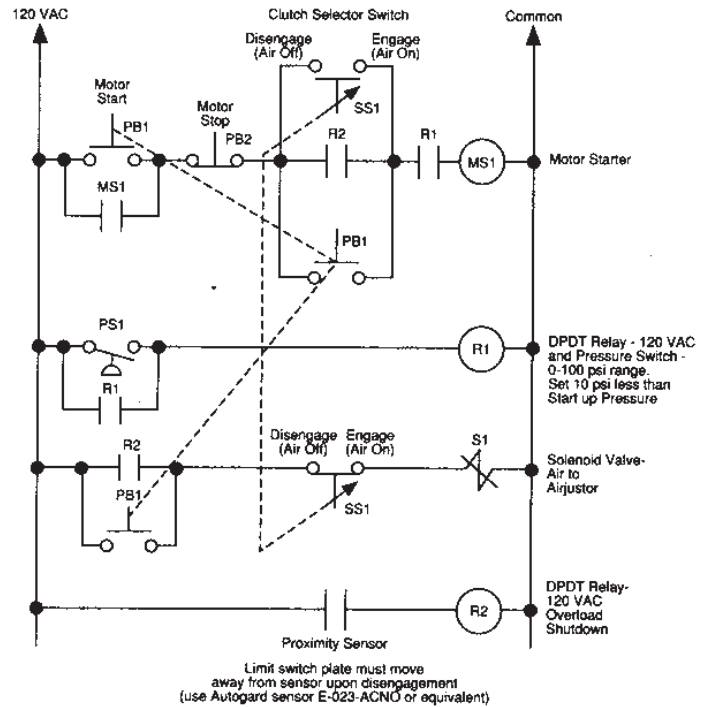 120 VAC
Clutch Selector Switch
Common
Disengage
(Air Off)
Engage
(Air On)
SS1
Motor
Start
PB1
Motor
Stop
PB2
R2
R1
MS1
Motor Starter
MS1
PB1
PS1
R1
R1
DPDT Relay - 120 VAC
and Pressure Switch -
0-100 psi range.
Set 10 psi less than
Start up Pressure
R2
PB1
Disengage
(Air Off)
Engage
(Air On)
SS1
S1
Solenoid Valve-
Air to
Airjustor
Proximity Sensor
R2
DPDT Relay-
120 VAC
Overload
Shutdown
Limit switch plate must move
away from sensor upon disengagement
(use Autogard sensor E-023-ACNO or equivalent)